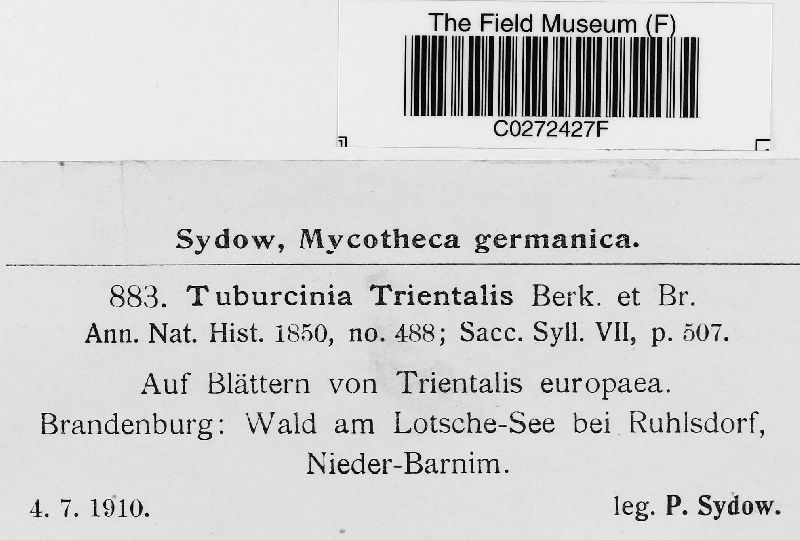 The Field Museum (F)
C0272427F
Sydow, Mycotheca germanica.
883. Tuburcinia Trientalis Berk. et Br.
Ann. Nat. Hist. 1850, no. 488; Sacc. Syll. VII, p. 507.
Auf Blättern von Trientalis europaea.
Brandenburg: Wald am Lotsche-See bei Ruhlsdorf,
Nieder-Barnim.
4. 7. 1910. leg. P. Sydow.